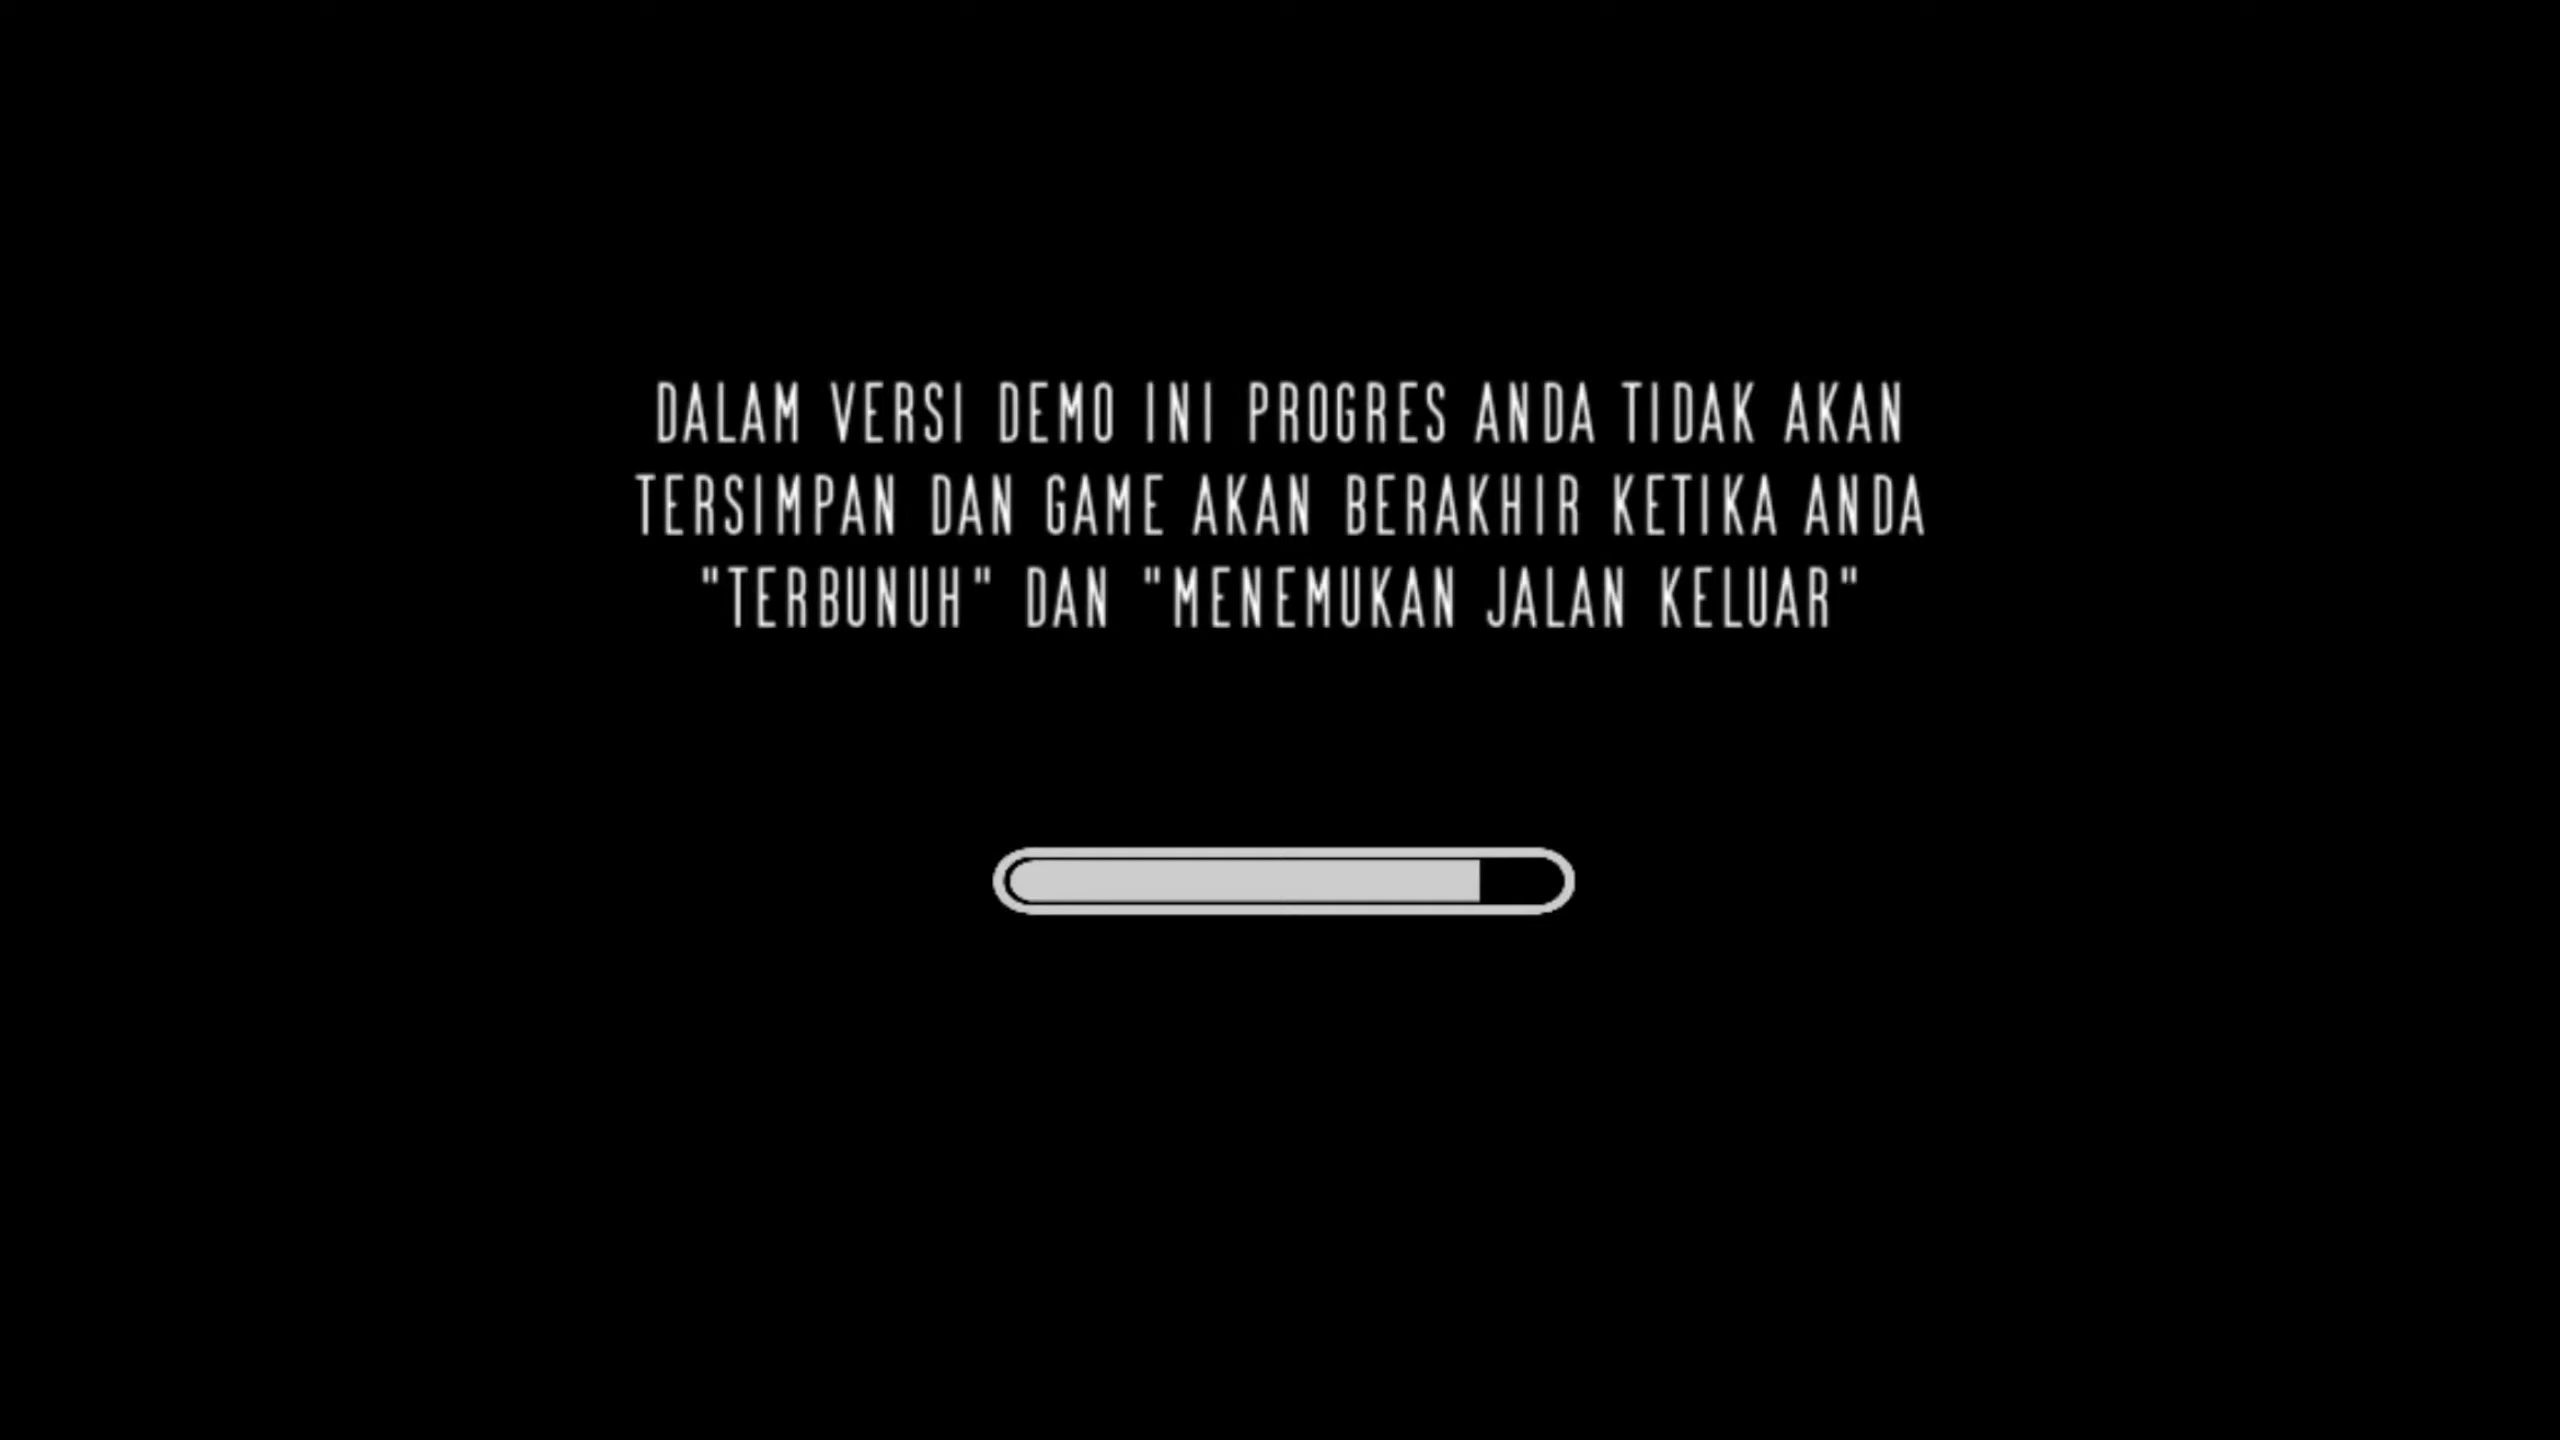 DALAM VERSI DEMO INI PROGRES ANDA TIDAK AKAN
TERSIMPAN DAN GAME AKAN BERAKHIR KETIKA ANDA
"TERBUNUH" DAN "MENEMUKAN JALAN KELUAR"